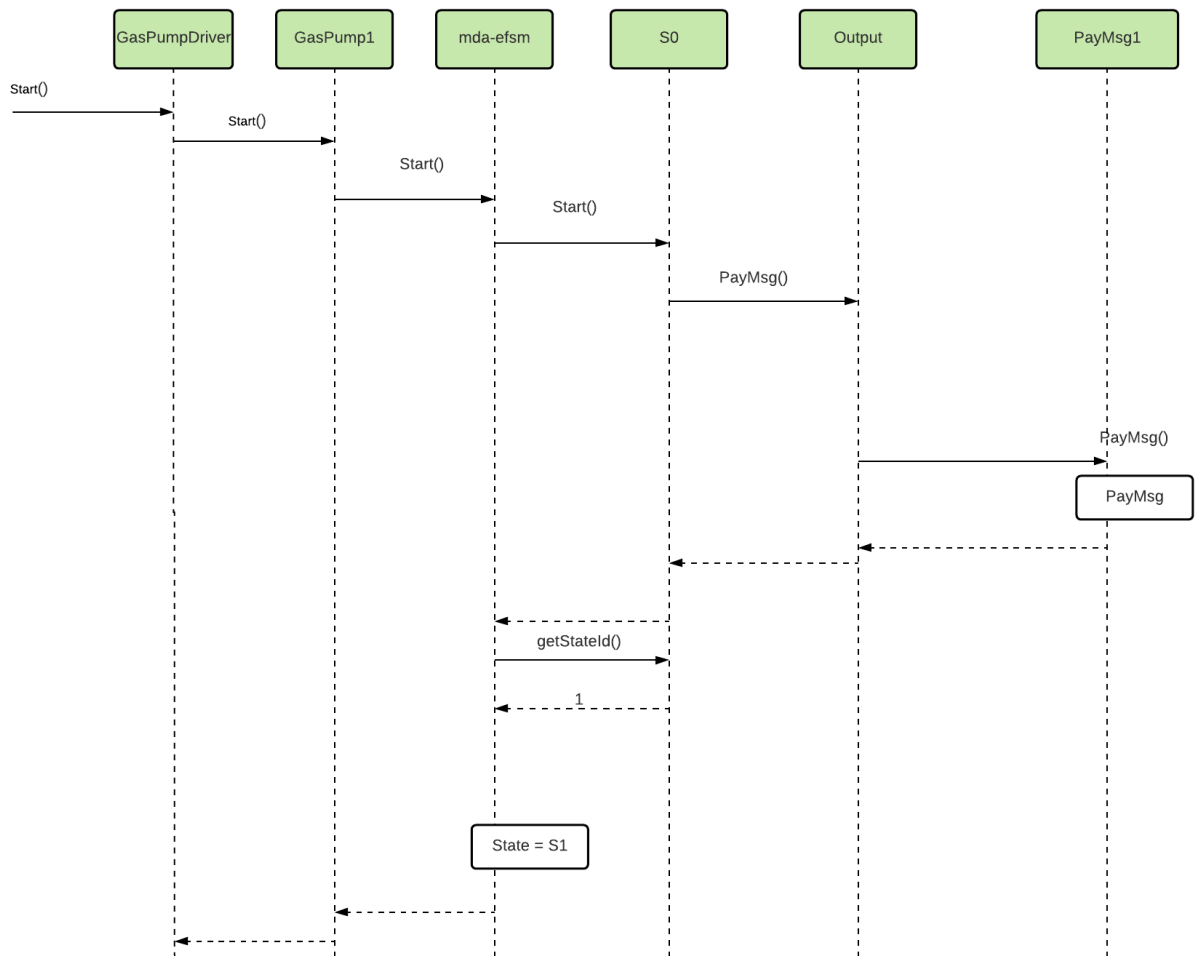 GasPumpDriver
GasPump1
mda-efsm
S0
Output
PayMsg1
Start()
Start()
Start()
Start()
PayMsg()
PayMsg()
PayMsg
getStateId()
1
State = S1